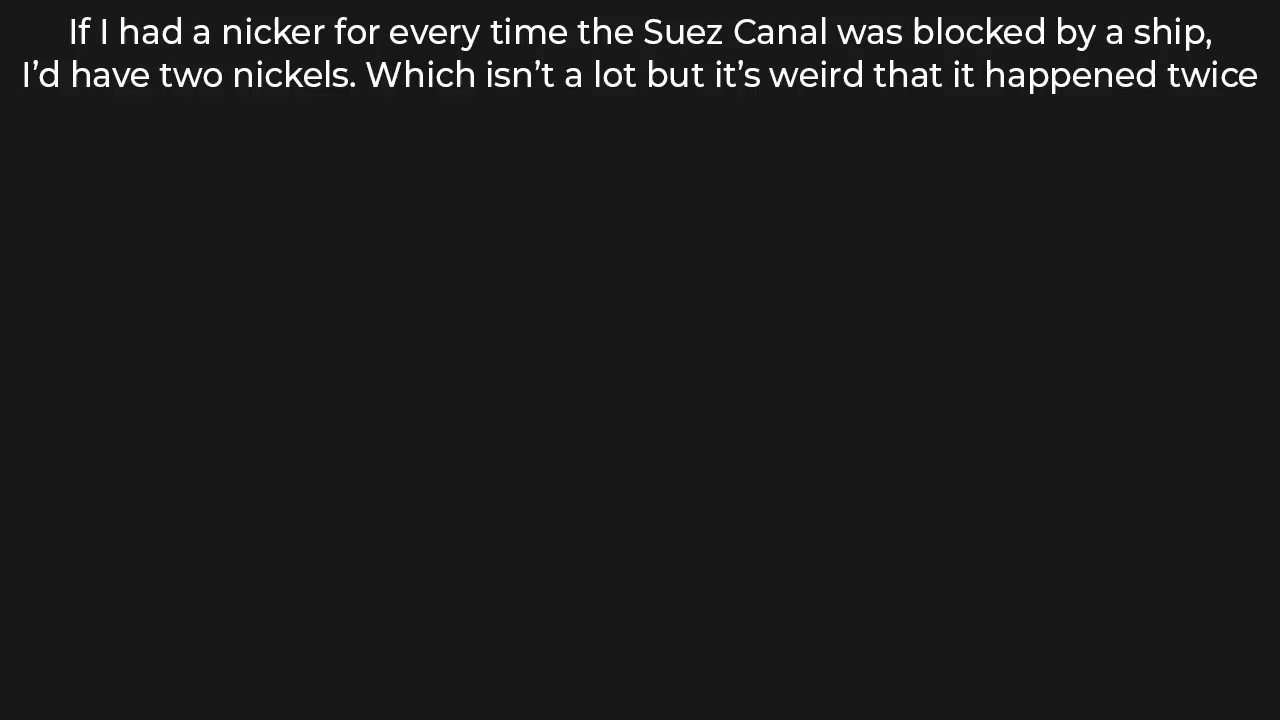 If I had a nicker for every time the Suez Canal was blocked by a ship,
I’d have two nickels. Which isn’t a lot but it’s weird that it happened twice